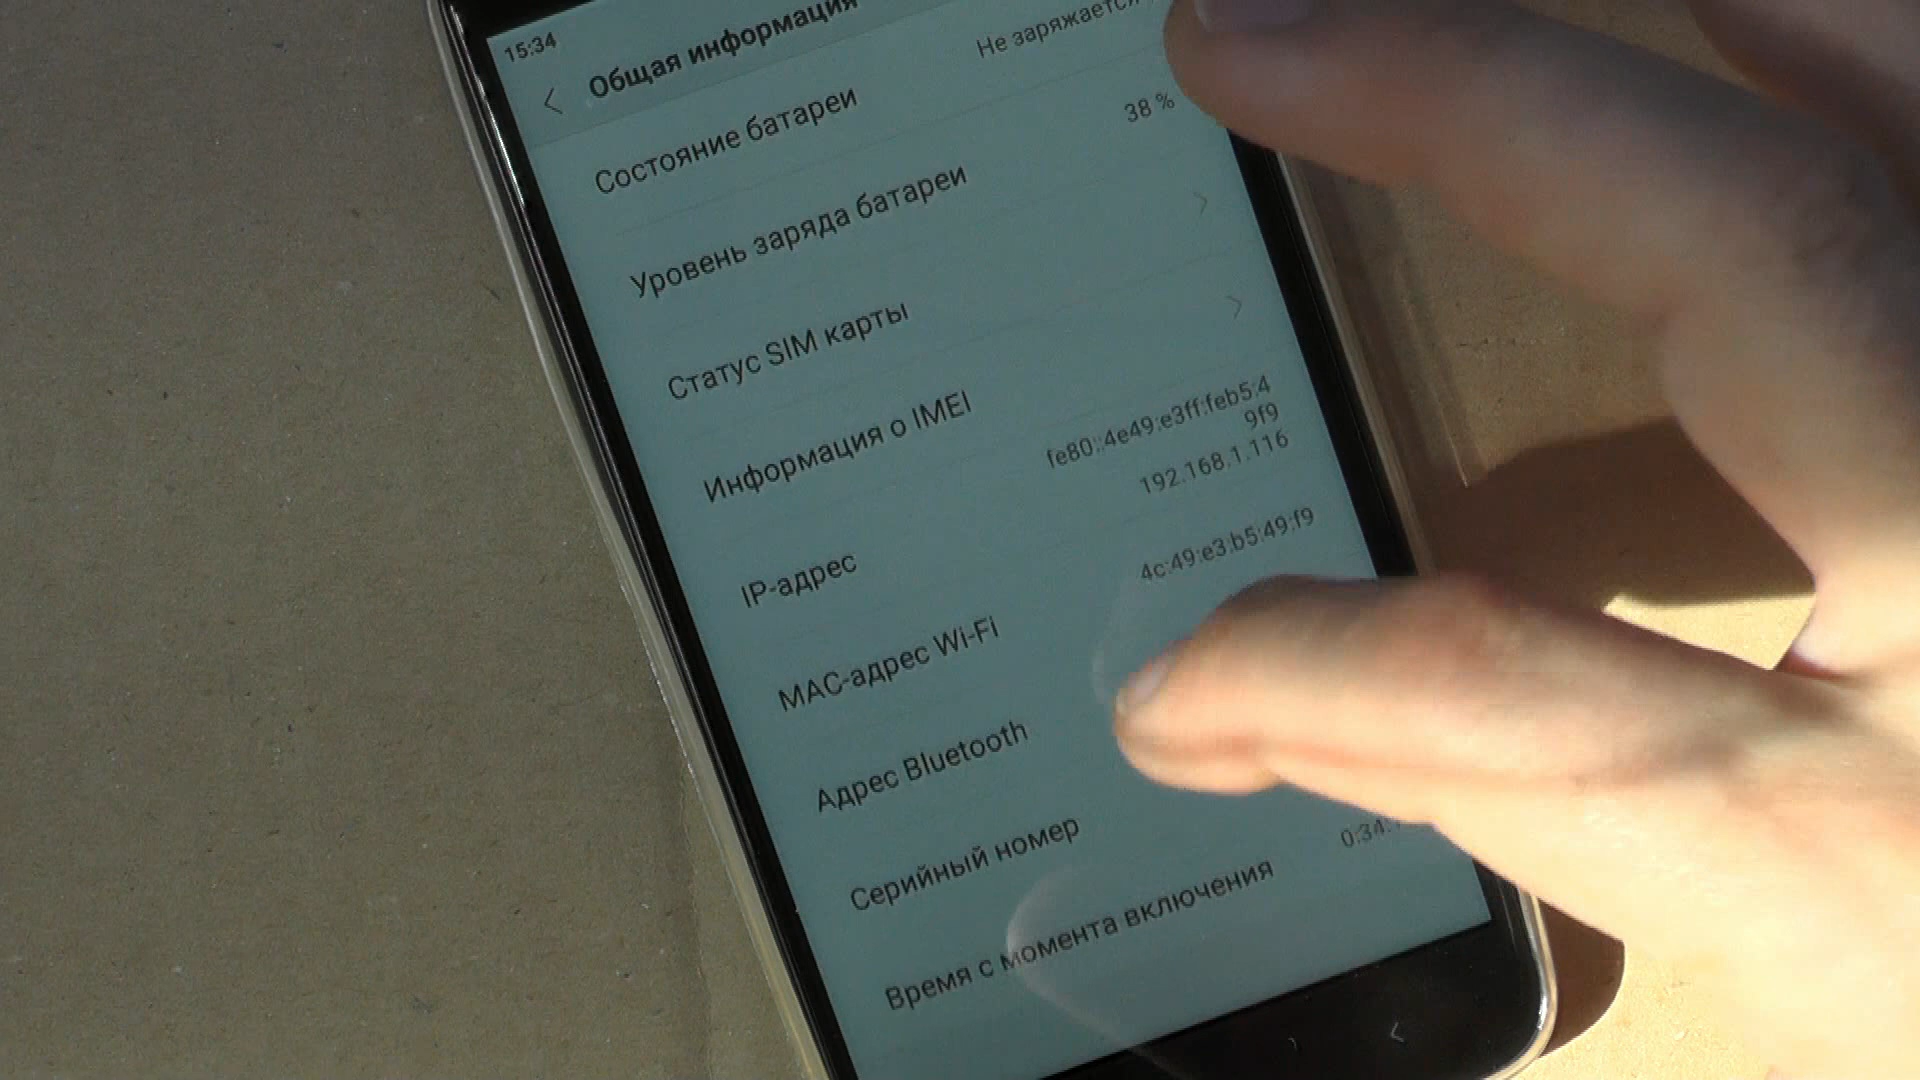 15:34
Общая информация
Состояние батареи
Не заряжается
Уровень заряда батареи
38 %
Статус SIM карты
Информация о IMEI
IP-адрес
fe80::4e49:e3ff:feb5:4
9f9
192.168.1.116
MAC-адрес Wi-Fi
4c:49:e3:b5:49:f9
Адрес Bluetooth
Серийный номер
Время с момента включения
0:34: